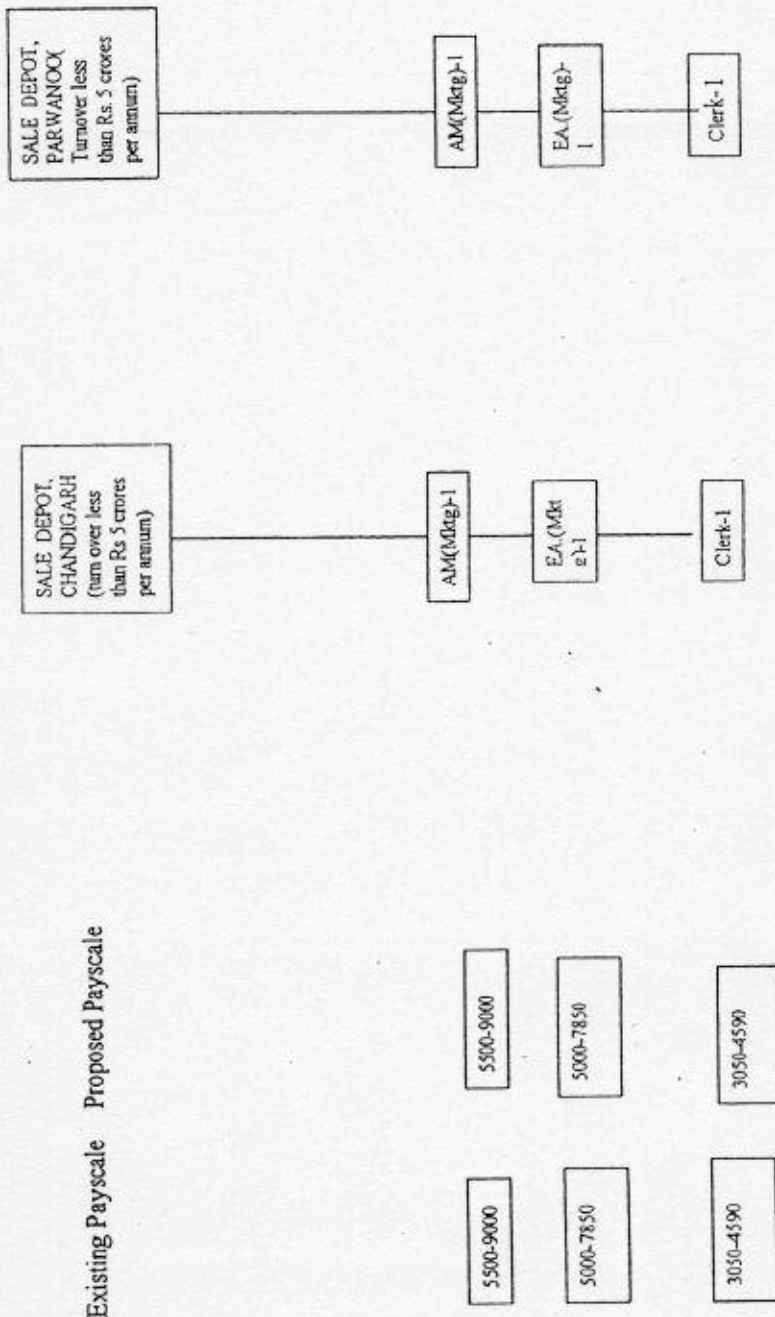 Existing Payscale
Proposed Payscale
SALE DEPOT,
CHANDIGARH
(turn over less
than Rs 5 crores
per annum)
SALE DEPOT,
PARWANOO(
Turnover less
than Rs. 5 crores
per annum)
5500-9000
5500-9000
AM(Mktg)-1
AM(Mktg)-1
5000-7850
5000-7850
EA.(Mkt
g)-1
EA.(Mktg)-
1
3050-4590
3050-4590
Clerk-1
Clerk-1